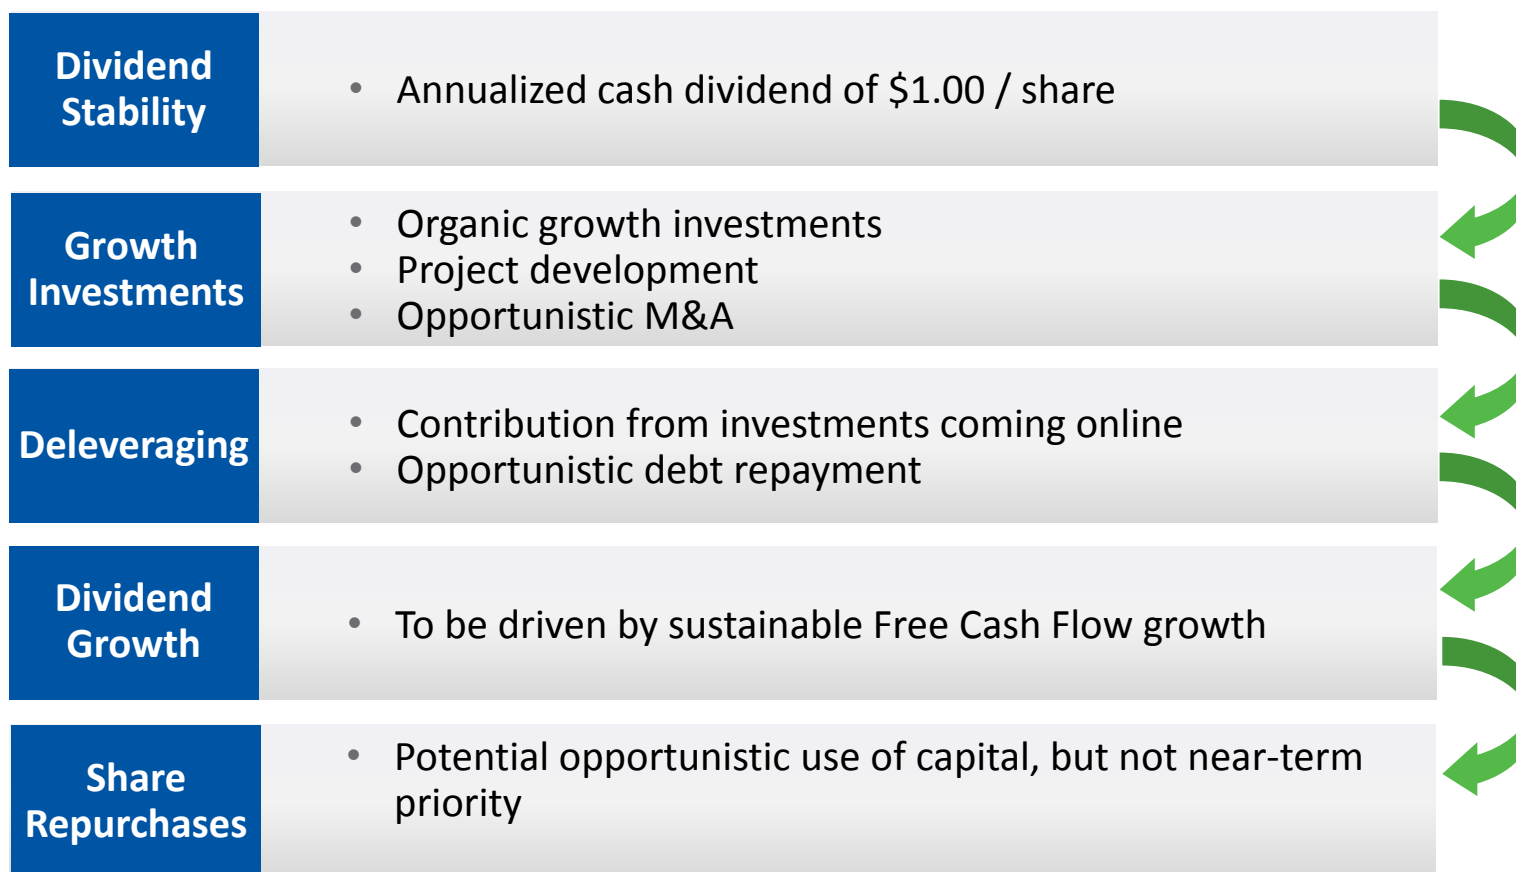 Dividend
Stability
• Annualized cash dividend of $1.00 / share
Growth
Investments
• Organic growth investments
• Project development
• Opportunistic M&A
Deleveraging
• Contribution from investments coming online
• Opportunistic debt repayment
Dividend
Growth
• To be driven by sustainable Free Cash Flow growth
Share
Repurchases
• Potential opportunistic use of capital, but not near-term
priority